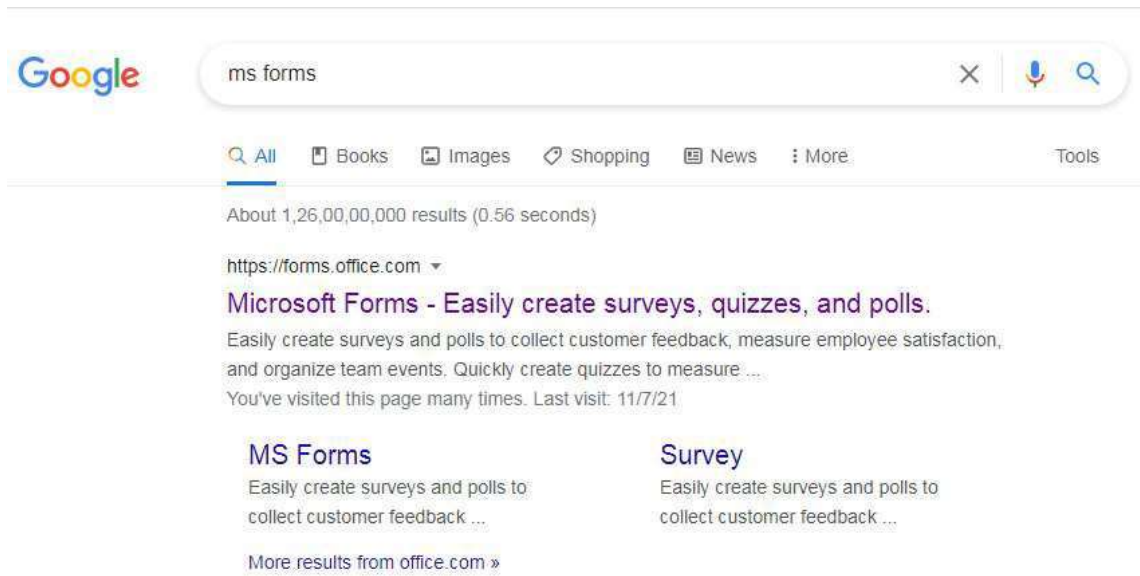 Google
ms forms
All Books Images Shopping News More Tools
About 1,26,00,00,000 results (0.56 seconds)
https://forms.office.com
Microsoft Forms - Easily create surveys, quizzes, and polls.
Easily create surveys and polls to collect customer feedback, measure employee satisfaction,
and organize team events. Quickly create quizzes to measure ...
You've visited this page many times. Last visit: 11/7/21
MS Forms
Easily create surveys and polls to
collect customer feedback ...
Survey
Easily create surveys and polls to
collect customer feedback ...
More results from office.com »